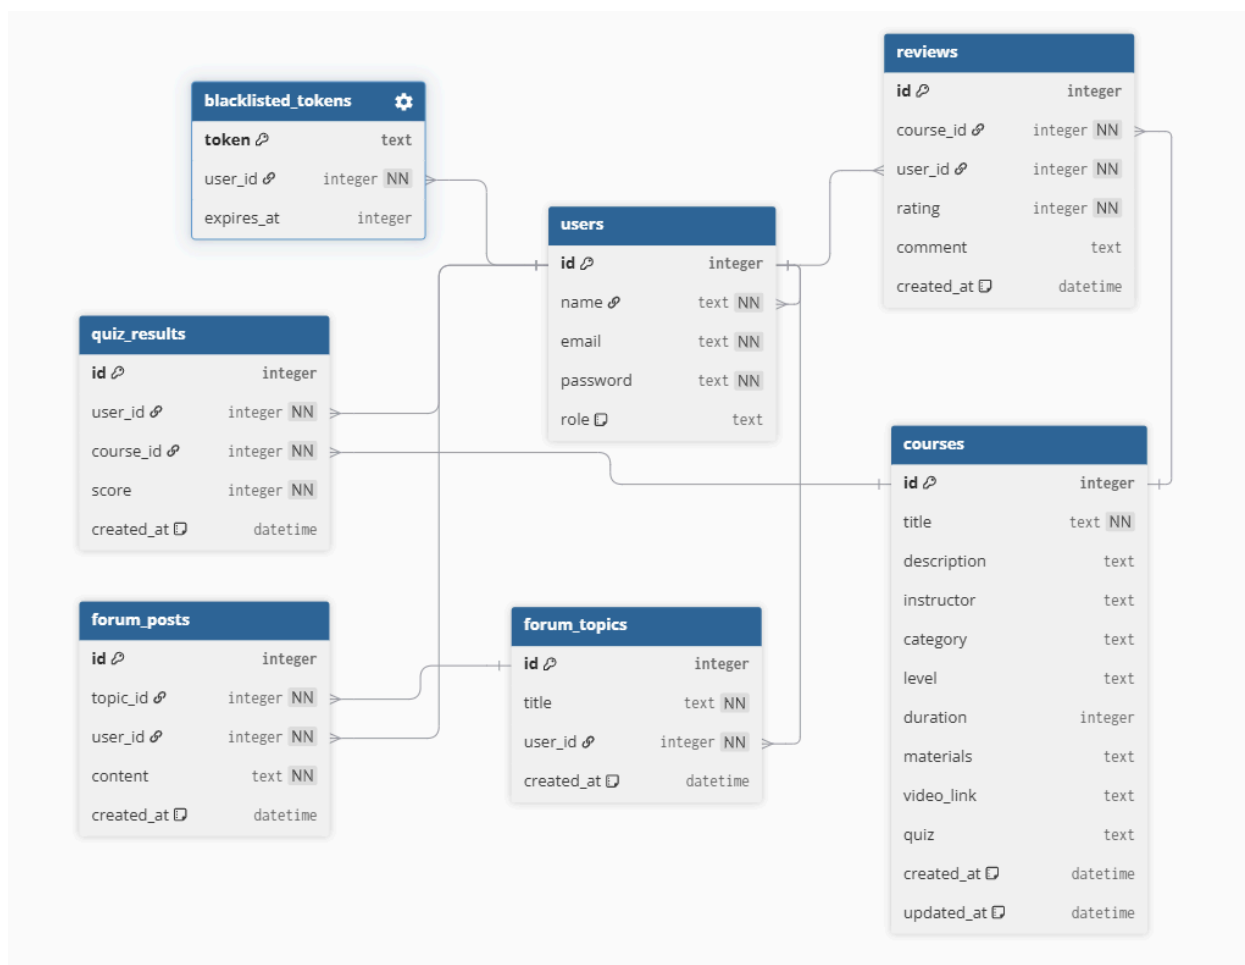 blacklisted_tokens
token text
user_id integer NN
expires_at integer
reviews
id integer
course_id integer NN
user_id integer NN
rating integer NN
comment text
created_at datetime
users
id integer
name text NN
email text NN
password text NN
role text
quiz_results
id integer
user_id integer NN
course_id integer NN
score integer NN
created_at datetime
courses
id integer
title text NN
description text
instructor text
category text
level text
duration integer
materials text
video_link text
quiz text
created_at datetime
updated_at datetime
forum_posts
id integer
topic_id integer NN
user_id integer NN
content text NN
created_at datetime
forum_topics
id integer
title text NN
user_id integer NN
created_at datetime